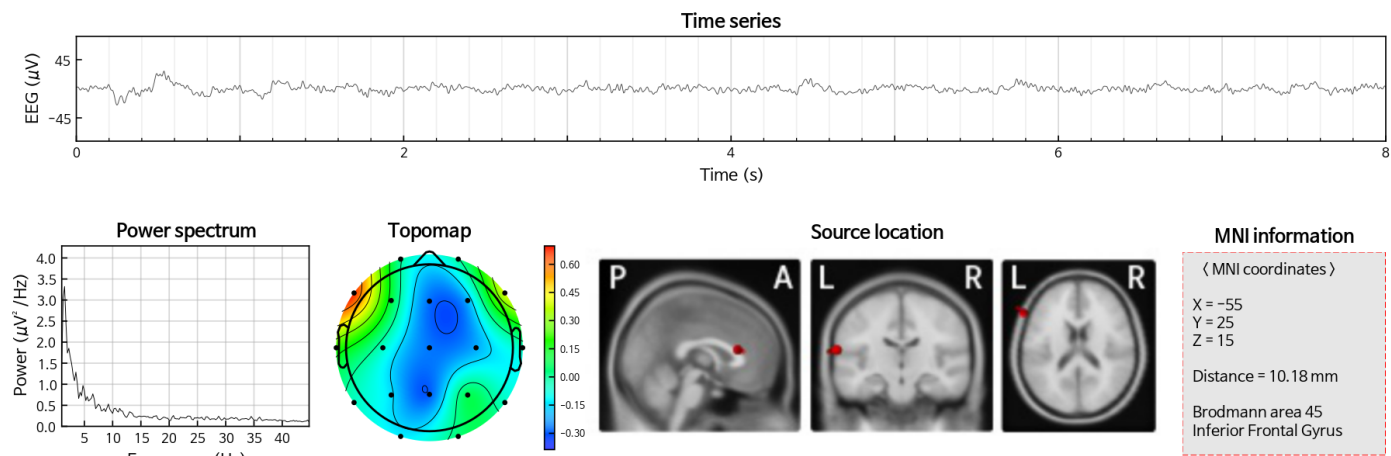 Time series
EEG (μV)
45
−45
0 2 4 6 8
Time (s)
Power spectrum
Power (μV²/Hz)
4.0
3.5
3.0
2.5
2.0
1.5
1.0
0.5
0.0
5 10 15 20 25 30 35 40
Topomap
0.60
0.45
0.30
0.15
0.00
−0.15
−0.30
0
Source location
P A
L R
L R
MNI information
⟨ MNI coordinates ⟩
X = −55
Y = 25
Z = 15
Distance = 10.18 mm
Brodmann area 45
Inferior Frontal Gyrus